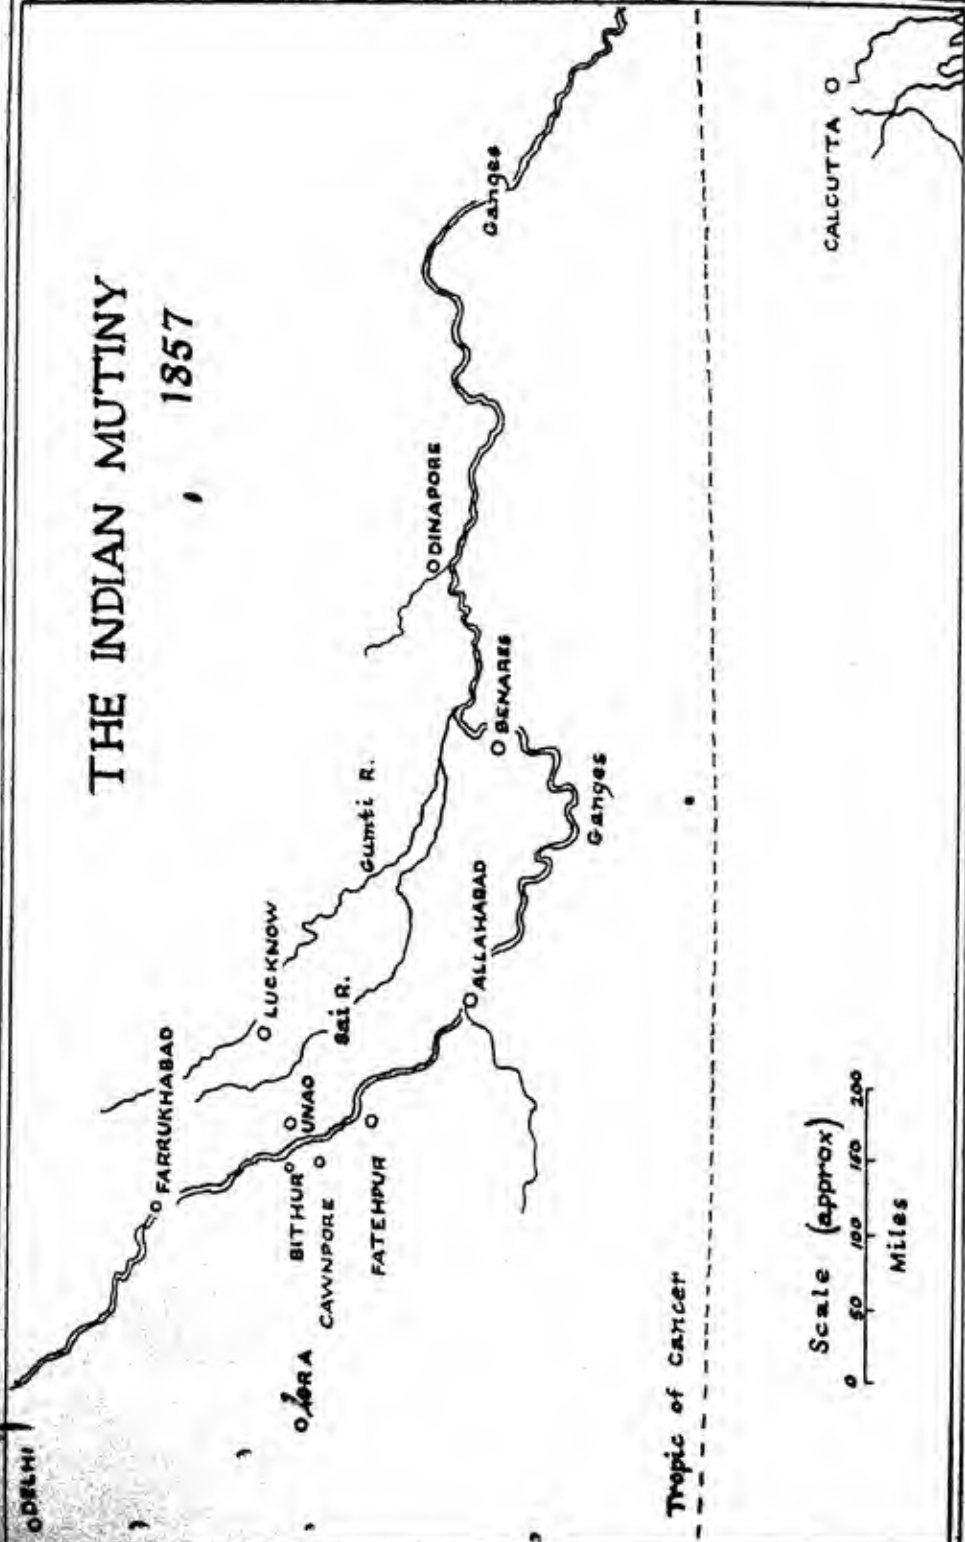 THE INDIAN MUTINY
1857
DELHI
FARRUKHABAD
LUCKNOW
Gumti R.
Sai R.
UNAO
BITHUR
CAWNPORE
FATEHPUR
ALLAHABAD
BENARES
DINAPORE
Ganges
Ganges
Tropic of Cancer
CALCUTTA
Scale (approx)
0 50 100 150 200
Miles